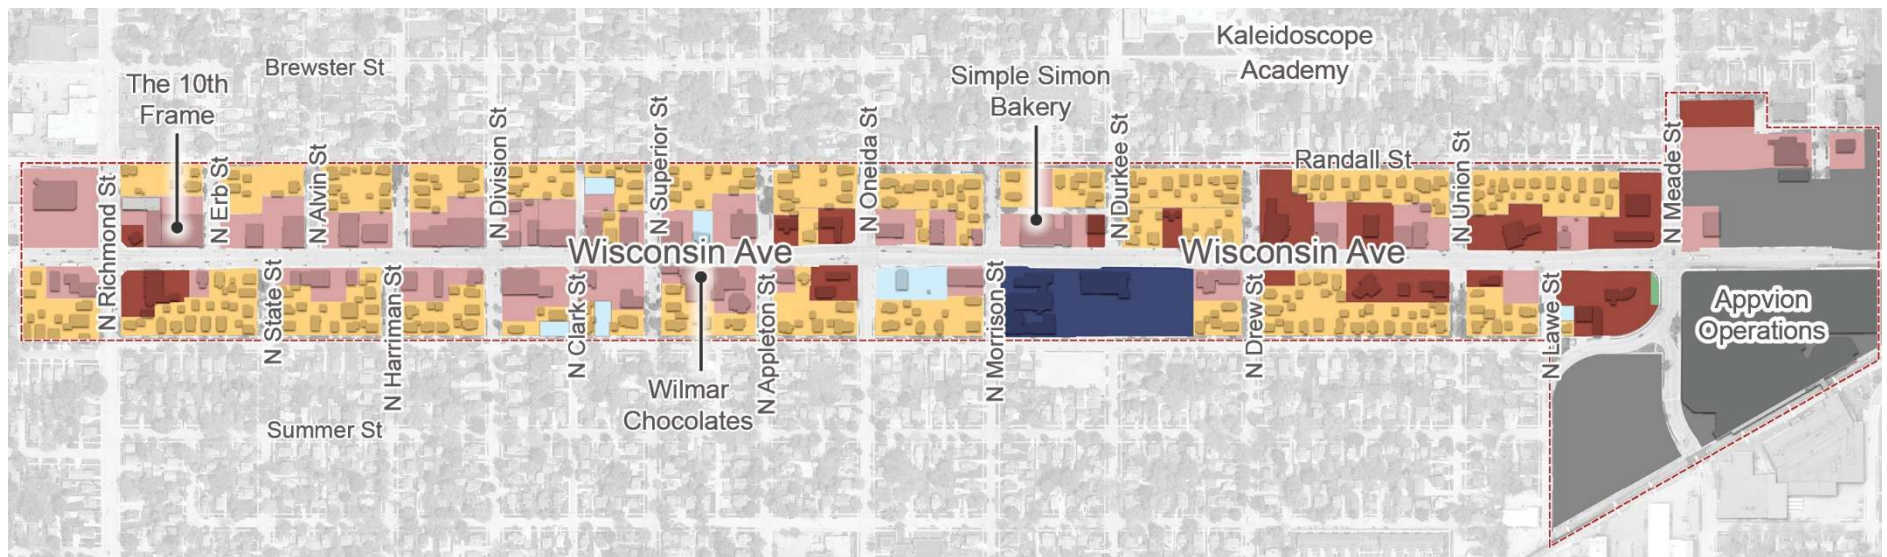 Kaleidoscope
Academy
Brewster St
The 10th
Frame
Simple Simon
Bakery
N Richmond St
N Erb St
N Alvin St
N Division St
N Superior St
N Oneida St
N Durkee St
Randall St
N Union St
N Meade St
Wisconsin Ave
Wisconsin Ave
N State St
N Harriman St
N Clark St
N Appleton St
N Morrison St
N Drew St
N Lawe St
Appvion
Operations
Wilmar
Chocolates
Summer St